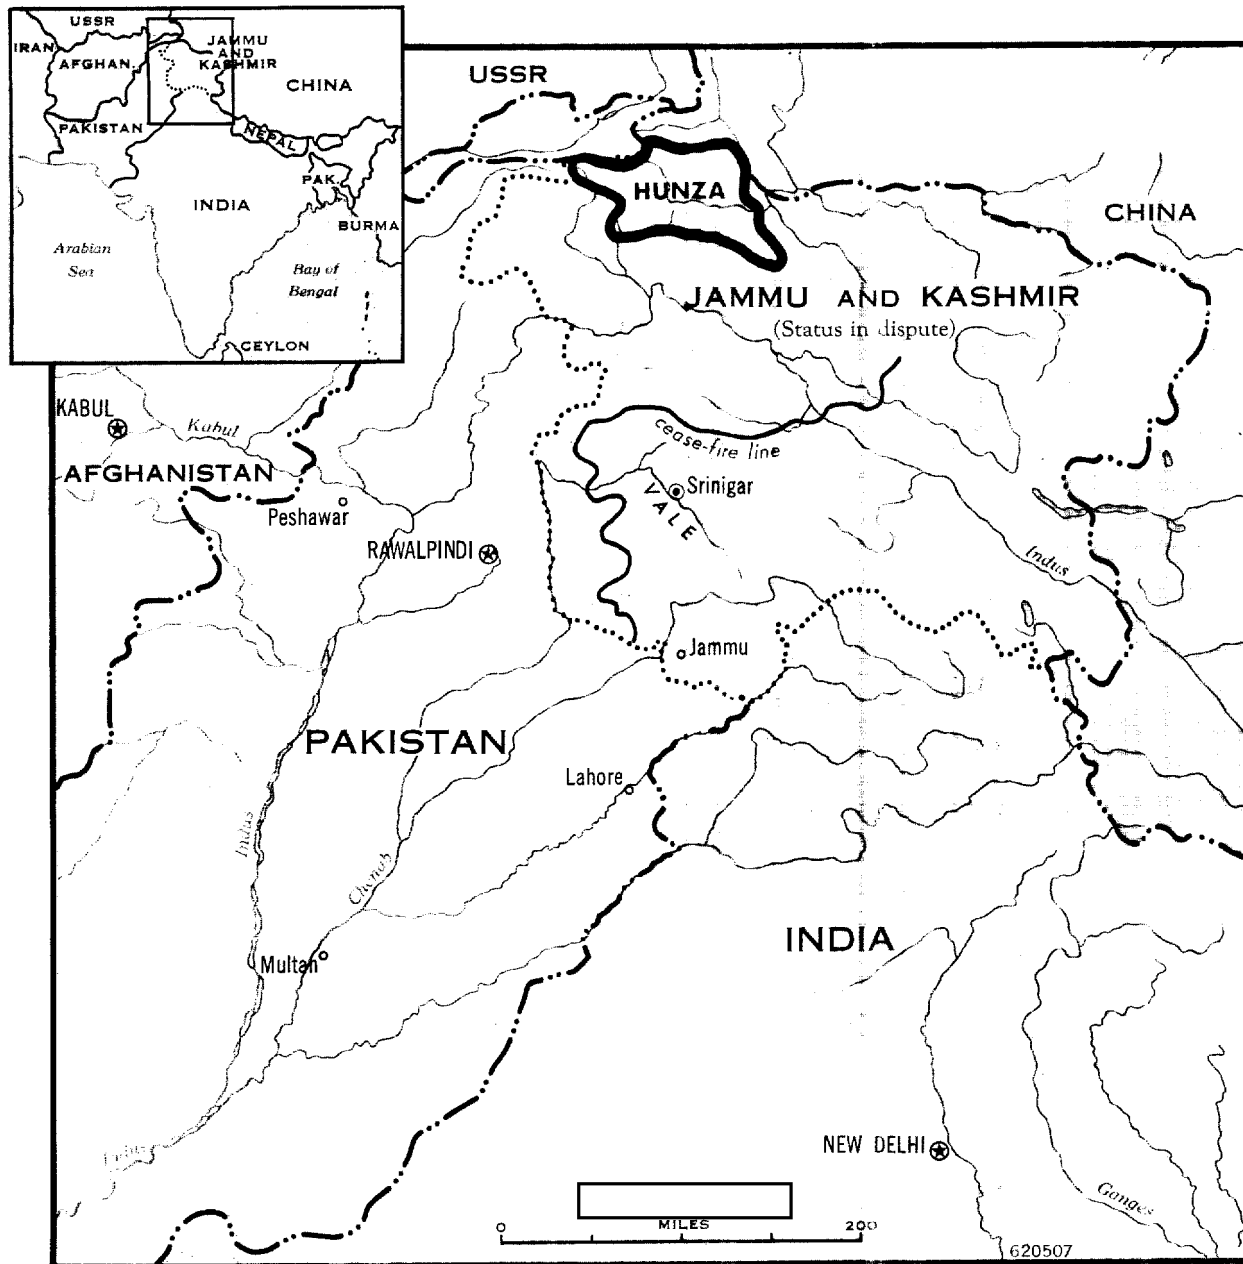 USSR
IRAN
AFGHAN.
JAMMU
AND
KASHMIR
CHINA
PAKISTAN
NEPAL
PAK.
INDIA
BURMA
Arabian
Sea
Bay of
Bengal
CEYLON
USSR
HUNZA
CHINA
JAMMU AND KASHMIR
(Status in dispute)
KABUL
Kabul
cease-fire line
AFGHANISTAN
Srinigar
VALE
Peshawar
RAWALPINDI
Indus
Jammu
PAKISTAN
Lahore
Indus
Chenab
INDIA
Multan
NEW DELHI
Indus
Ganges
MILES
0
200
620507